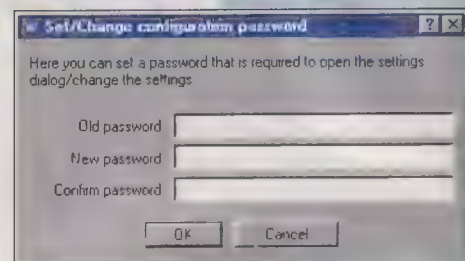 Set/Change configuration password
Here you can set a password that is required to open the settings
dialog/change the settings
Old password
New password
Confirm password
OK
Cancel